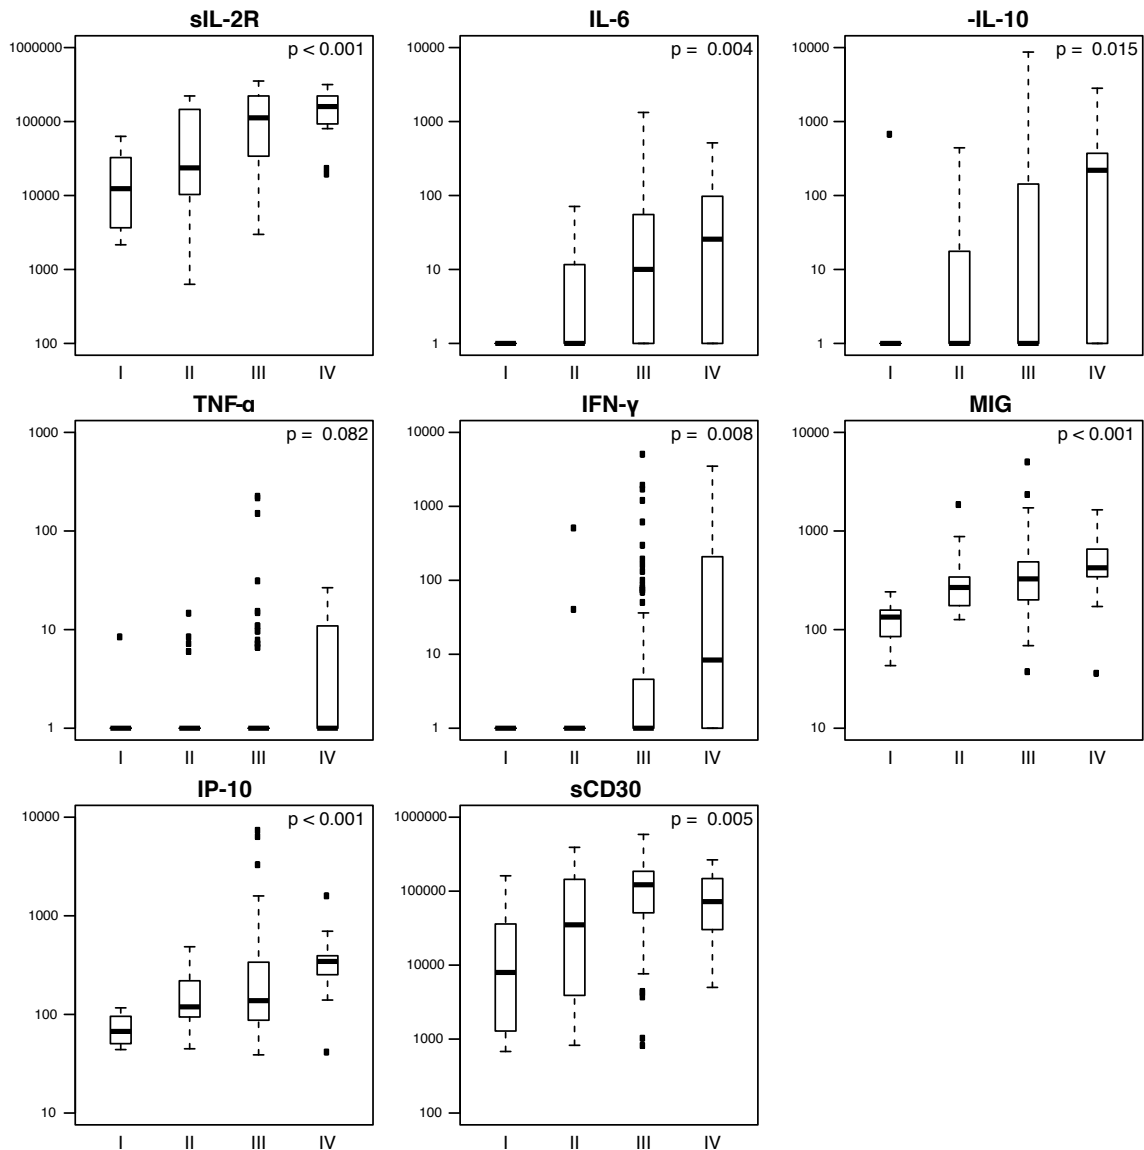 sIL-2R
p < 0.001
1000000
100000
10000
1000
100
I II III IV
IL-6
p = 0.004
10000
1000
100
10
1
I II III IV
-IL-10
p = 0.015
10000
1000
100
10
1
I II III IV
TNF-α
p = 0.082
1000
100
10
1
I II III IV
IFN-γ
p = 0.008
10000
1000
100
10
1
I II III IV
MIG
p < 0.001
10000
1000
100
10
I II III IV
IP-10
p < 0.001
10000
1000
100
10
I II III IV
sCD30
p = 0.005
1000000
100000
10000
1000
100
I II III IV